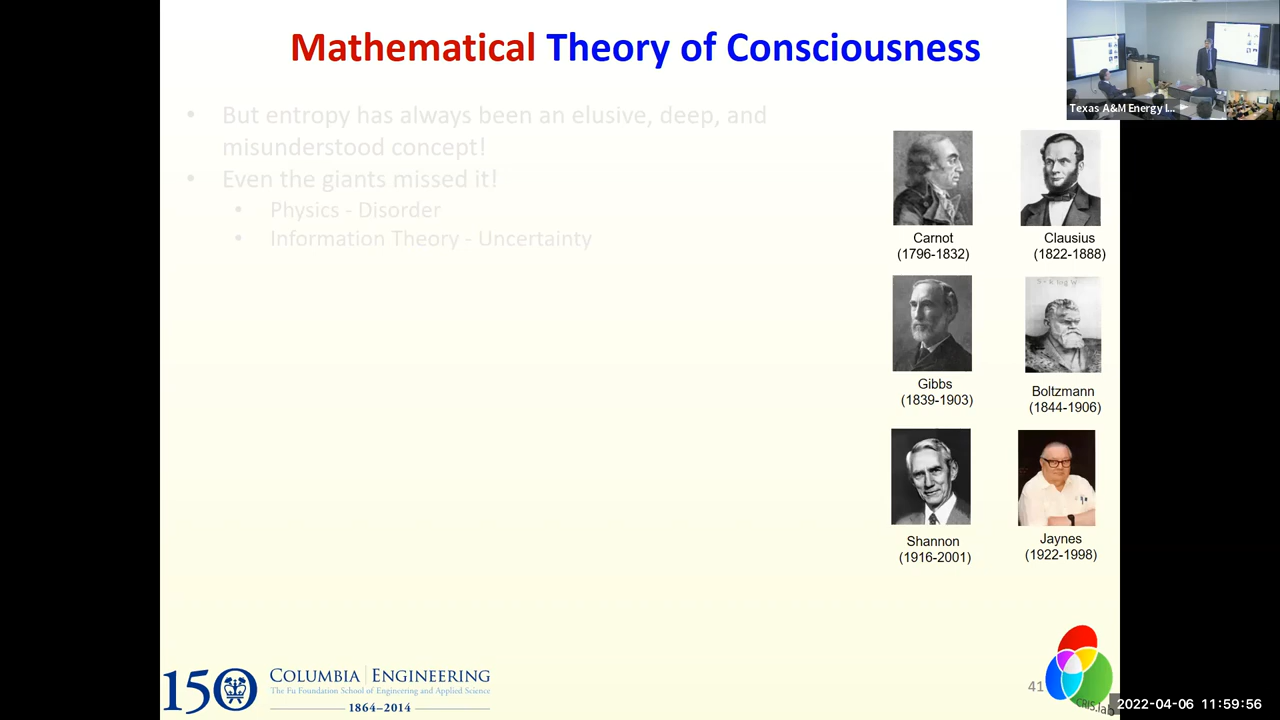 Mathematical Theory of Consciousness
Texas A&M Energy I...
• But entropy has always been an elusive, deep, and
misunderstood concept!
• Even the giants missed it!
• Physics - Disorder
• Information Theory - Uncertainty
Carnot
(1796-1832)
Clausius
(1822-1888)
Gibbs
(1839-1903)
Boltzmann
(1844-1906)
Shannon
(1916-2001)
Jaynes
(1922-1998)
150
COLUMBIA | ENGINEERING
The Fu Foundation School of Engineering and Applied Science
1864–2014
41
CRIS.lab
2022-04-06 11:59:56